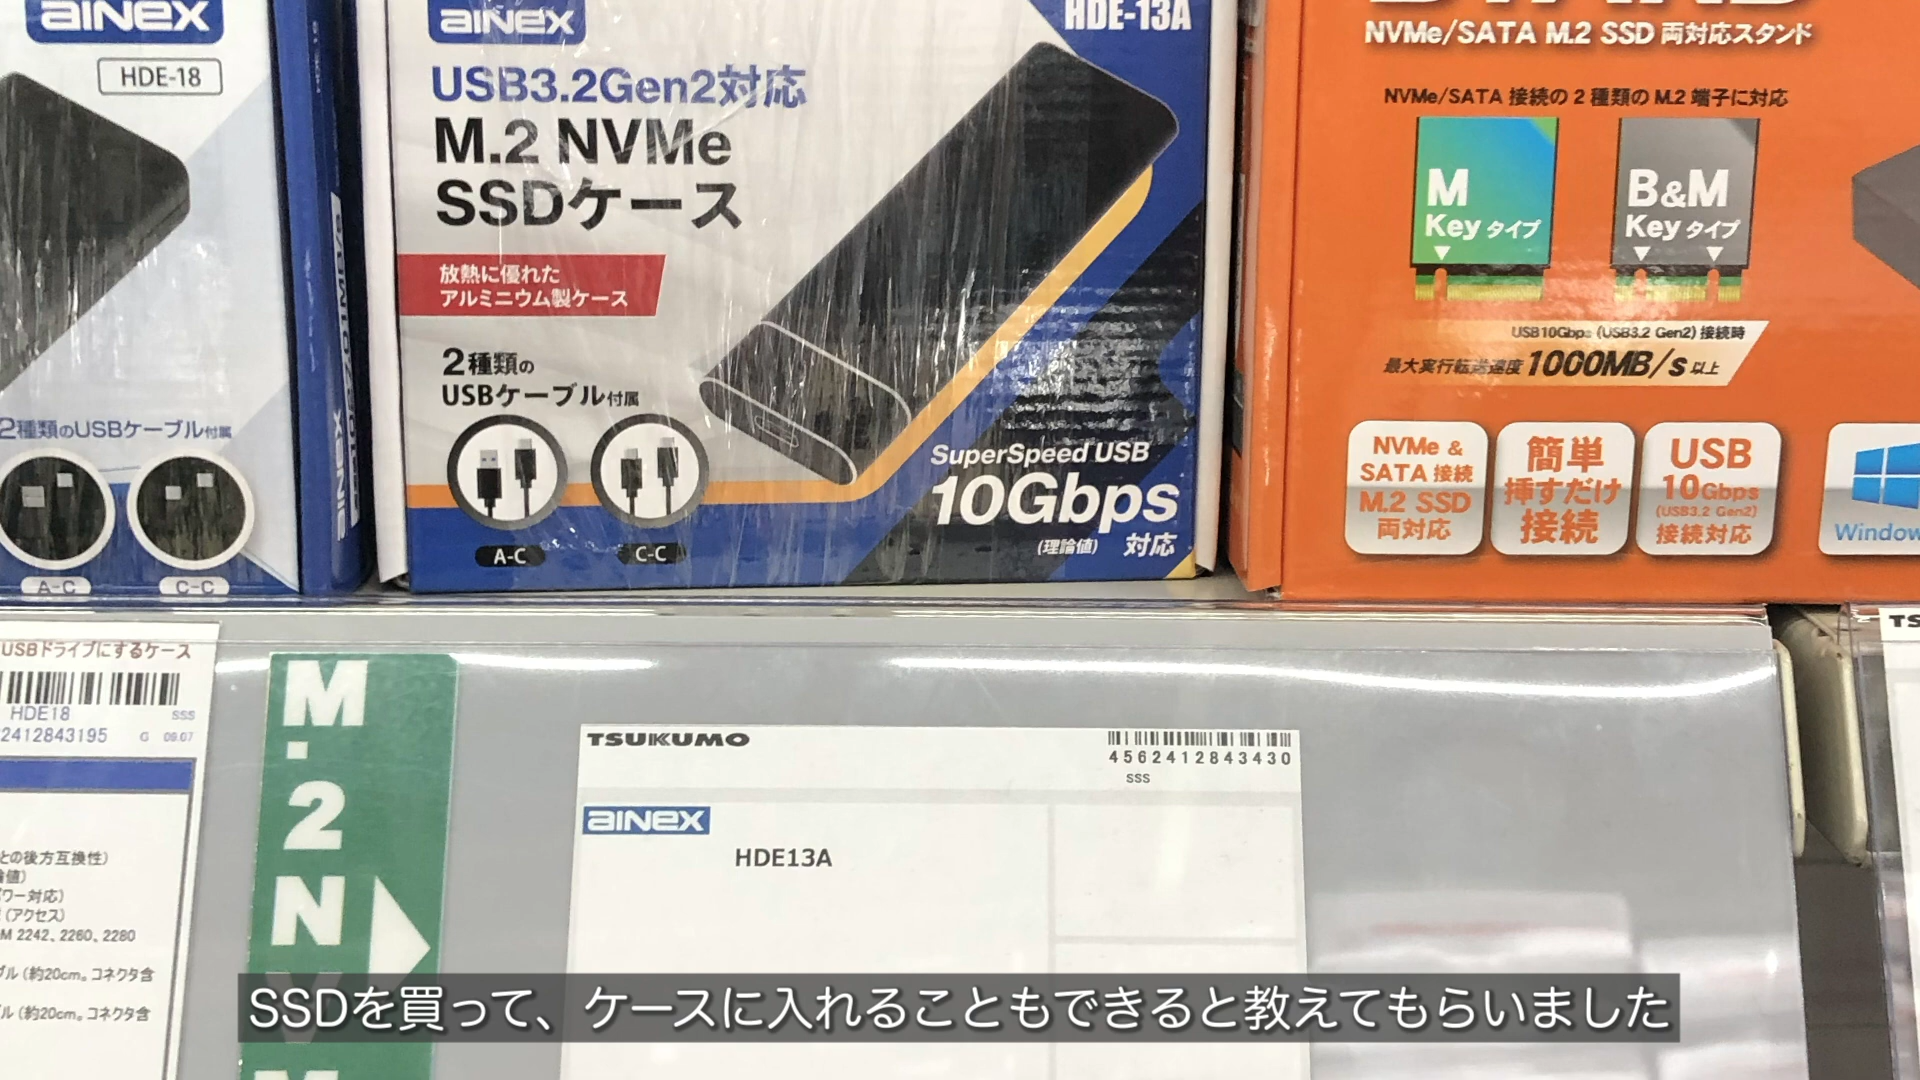 AINEX
HDE-18
2種類のUSBケーブル付属
A-C
C-C
AINEX
AINEX
HDE-13A
USB3.2Gen2対応
M.2 NVMe
SSDケース
放熱に優れた
アルミニウム製ケース
2種類の
USBケーブル付属
A-C
C-C
SuperSpeed USB
10Gbps
(理論値) 対応
NVMe/SATA M.2 SSD 両対応スタンド
NVMe/SATA 接続の2種類のM.2端子に対応
M
Key タイプ
B&M
Key タイプ
USB10Gbps (USB3.2 Gen2) 接続時
最大実行転送速度 1000MB/s 以上
NVMe &
SATA 接続
M.2 SSD
両対応
簡単
挿すだけ
接続
USB
10Gbps
(USB3.2 Gen2)
接続対応
Window
USBドライブにするケース
HDE18
SSS
2412843195
G 09.07
との後方互換性)
値)
ワー対応)
(アクセス)
M 2242、2260、2280
ブル (約20cm。コネクタ含
ル (約20cm。コネクタ含
M.2 NV
TSUKUMO
4562412843430
SSS
AINEX
HDE13A
TS
SSDを買って、ケースに入れることもできると教えてもらいました